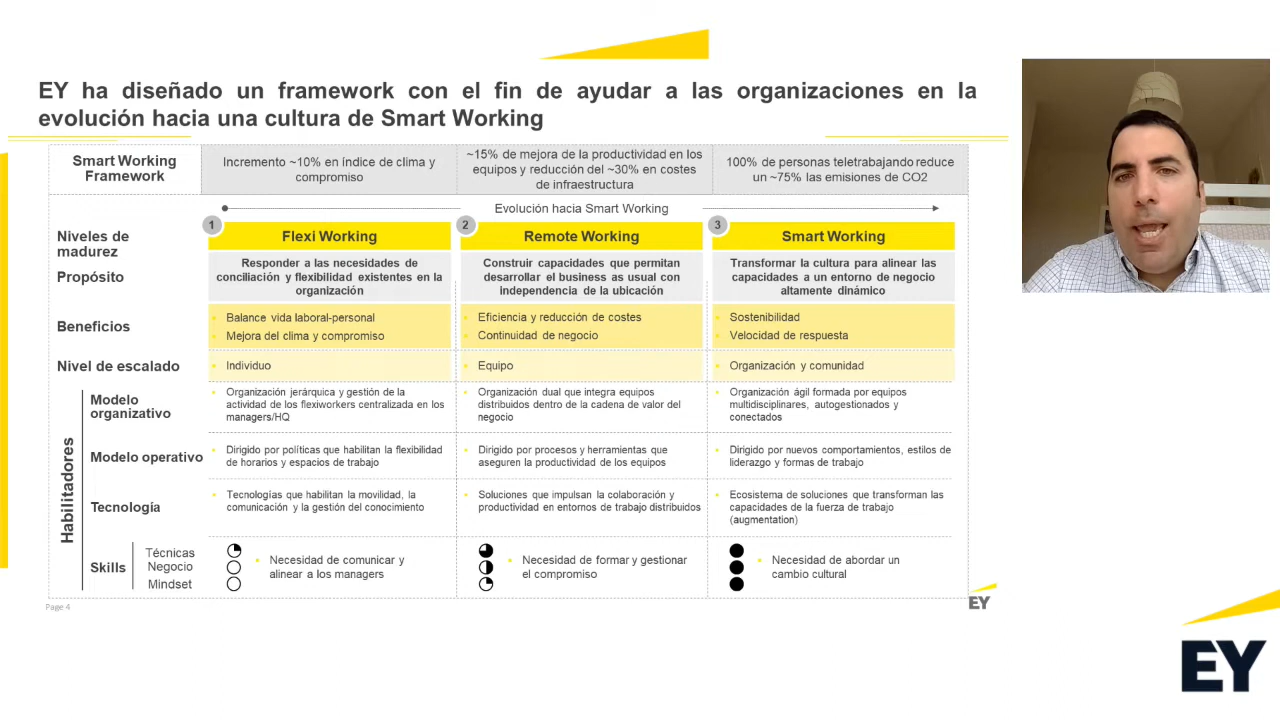 EY ha diseñado un framework con el fin de ayudar a las organizaciones en la
evolución hacia una cultura de Smart Working
Smart Working
Framework
Incremento ~10% en índice de clima y
compromiso
~15% de mejora de la productividad en los
equipos y reducción del ~30% en costes
de infraestructura
100% de personas teletrabajando reduce
un ~75% las emisiones de CO2
Evolución hacia Smart Working
Niveles de
madurez
1
Flexi Working
2
Remote Working
3
Smart Working
Propósito
Responder a las necesidades de
conciliación y flexibilidad existentes en la
organización
Construir capacidades que permitan
desarrollar el business as usual con
independencia de la ubicación
Transformar la cultura para alinear las
capacidades a un entorno de negocio
altamente dinámico
Beneficios
Balance vida laboral-personal
Mejora del clima y compromiso
Eficiencia y reducción de costes
Continuidad de negocio
Sostenibilidad
Velocidad de respuesta
Nivel de escalado
Individuo
Equipo
Organización y comunidad
Habilitadores
Modelo
organizativo
Organización jerárquica y gestión de la
actividad de los flexiworkers centralizada en los
managers/HQ
Organización dual que integra equipos
distribuidos dentro de la cadena de valor del
negocio
Organización ágil formada por equipos
multidisciplinares, autogestionados y
conectados
Modelo operativo
Dirigido por políticas que habilitan la flexibilidad
de horarios y espacios de trabajo
Dirigido por procesos y herramientas que
aseguren la productividad de los equipos
Dirigido por nuevos comportamientos, estilos de
liderazgo y formas de trabajo
Tecnología
Tecnologías que habilitan la movilidad, la
comunicación y la gestión del conocimiento
Soluciones que impulsan la colaboración y
productividad en entornos de trabajo distribuidos
Ecosistema de soluciones que transforman las
capacidades de la fuerza de trabajo
(augmentation)
Skills
Técnicas
Negocio
Mindset
Necesidad de comunicar y
alinear a los managers
Necesidad de formar y gestionar
el compromiso
Necesidad de abordar un
cambio cultural
Page 4
EY
EY